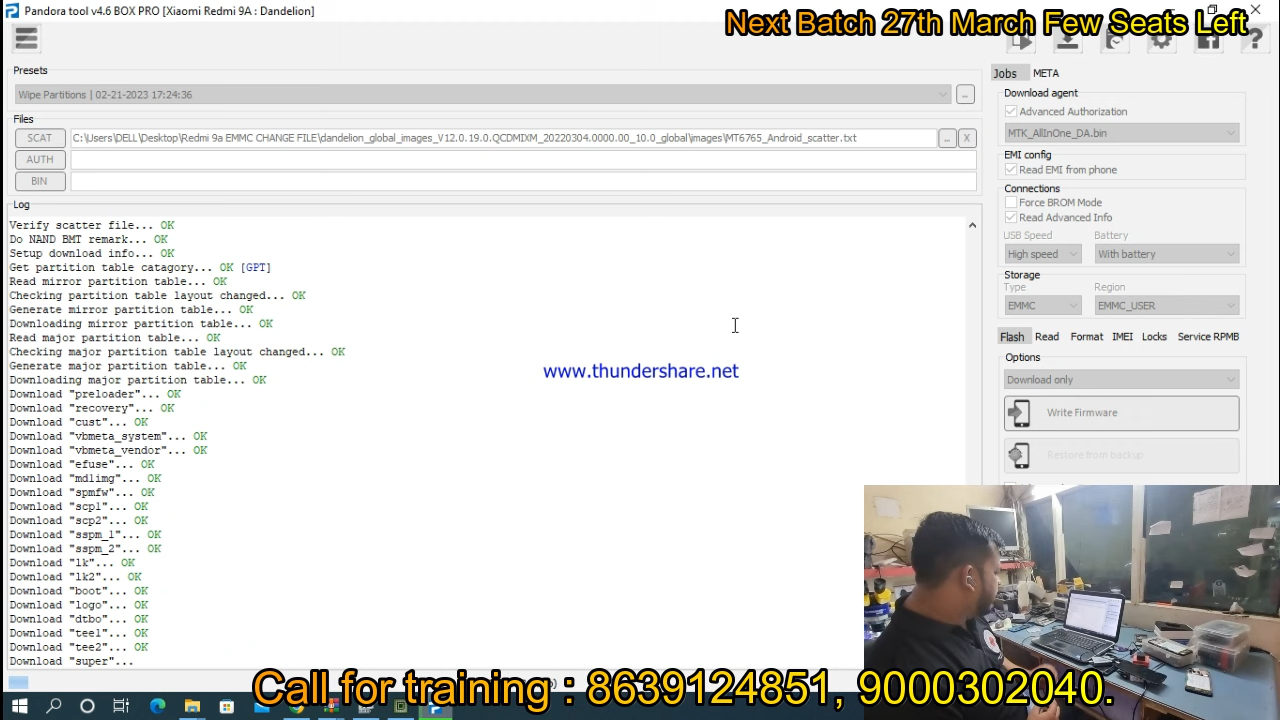 Pandora tool v4.6 BOX PRO [Xiaomi Redmi 9A : Dandelion]
Next Batch 27th March Few Seats Left
Presets
Wipe Partitions | 02-21-2023 17:24:36
...
Files
SCAT
C:\Users\DELL\Desktop\Redmi 9a EMMC CHANGE FILE\dandelion_global_images_V12.0.19.0.QCDMIXM_20220304.0000.00_10.0_global\images\MT6765_Android_scatter.txt
...
X
AUTH
BIN
Log
Verify scatter file... OK
Do NAND BMT remark... OK
Setup download info... OK
Get partition table catagory... OK [GPT]
Read mirror partition table... OK
Checking partition table layout changed... OK
Generate mirror partition table... OK
Downloading mirror partition table... OK
Read major partition table... OK
Checking major partition table layout changed... OK
Generate major partition table... OK
Downloading major partition table... OK
Download "preloader"... OK
Download "recovery"... OK
Download "cust"... OK
Download "vbmeta_system"... OK
Download "vbmeta_vendor"... OK
Download "efuse"... OK
Download "md1img"... OK
Download "spmfw"... OK
Download "scp1"... OK
Download "scp2"... OK
Download "sspm_1"... OK
Download "sspm_2"... OK
Download "lk"... OK
Download "lk2"... OK
Download "boot"... OK
Download "logo"... OK
Download "dtbo"... OK
Download "tee1"... OK
Download "tee2"... OK
Download "super"...
www.thundershare.net
Jobs META
Download agent
Advanced Authorization
MTK_AllInOne_DA.bin
EMI config
Read EMI from phone
Connections
Force BROM Mode
Read Advanced Info
USB Speed Battery
High speed With battery
Storage
Type Region
EMMC EMMC_USER
Flash Read Format IMEI Locks Service RPMB
Options
Download only
Write Firmware
Restore from backup
Call for training : 8639124851, 9000302040.